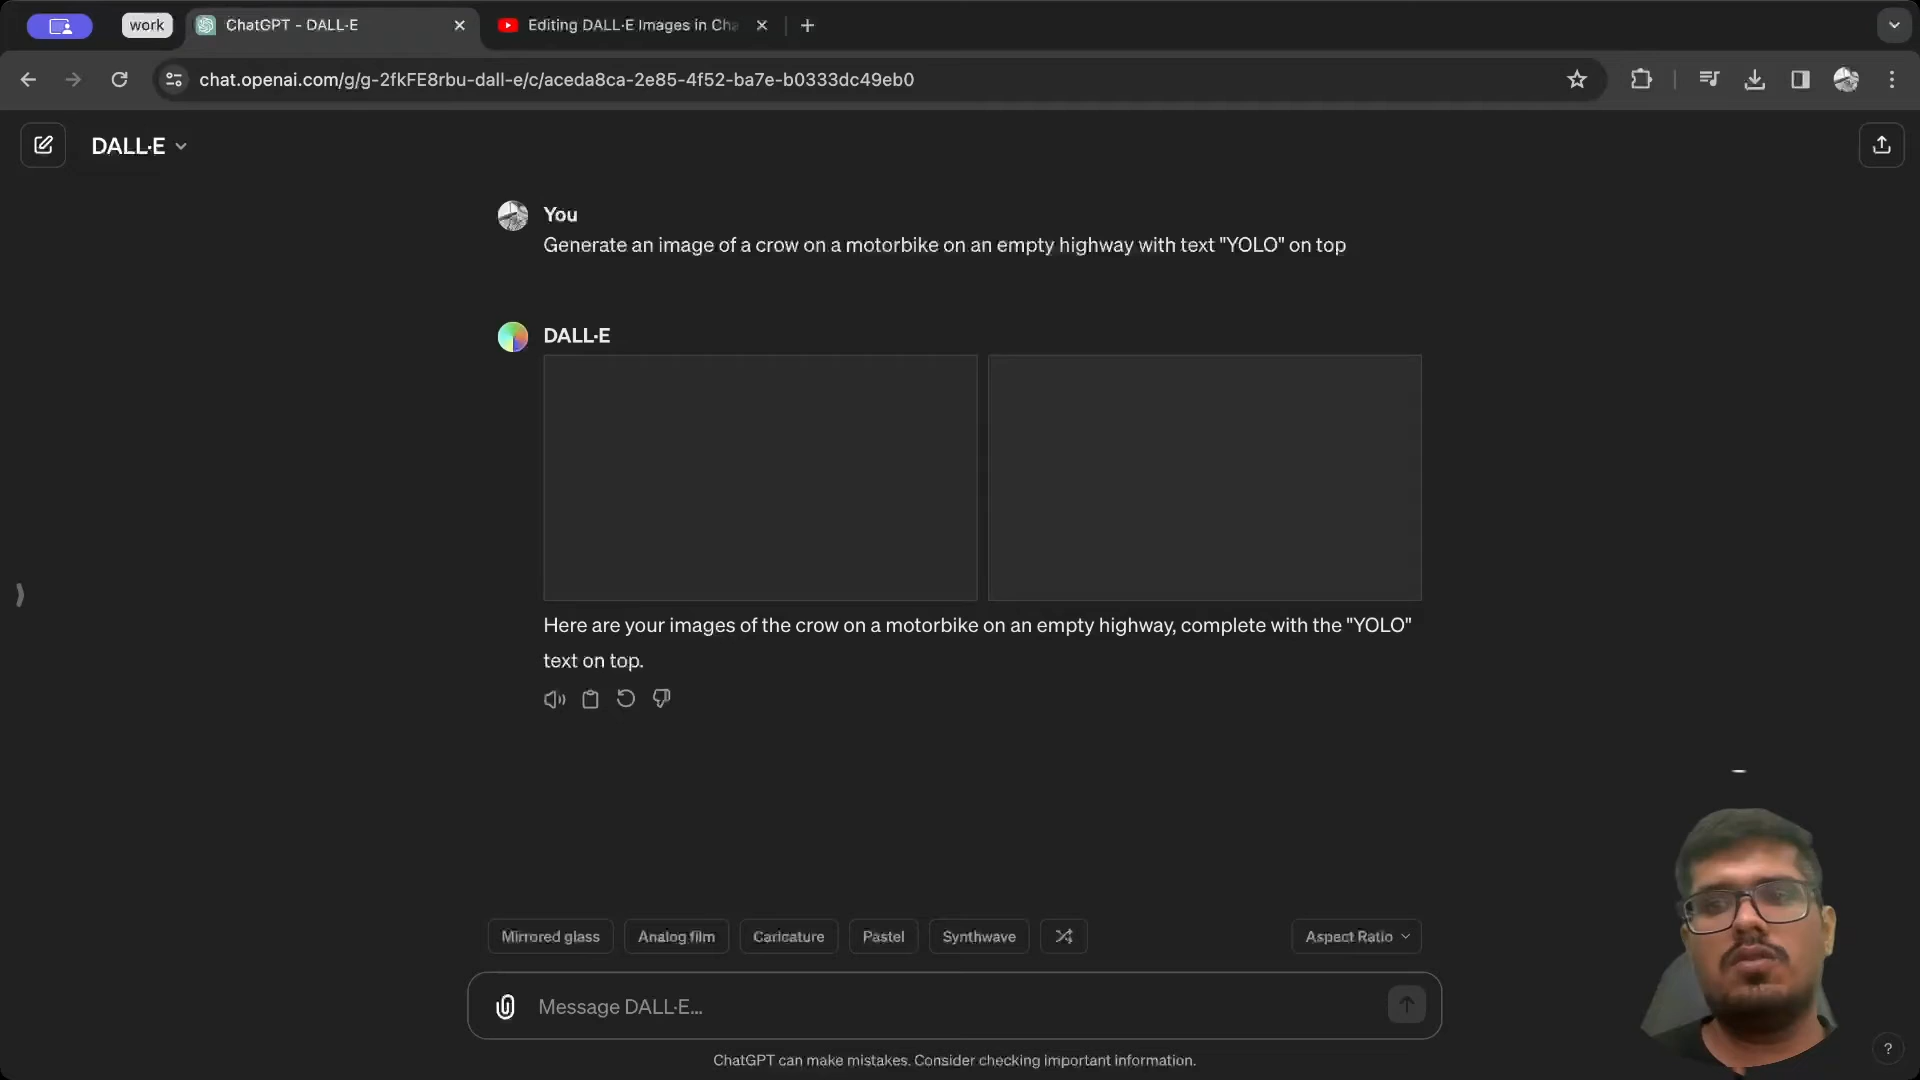 work
ChatGPT - DALL·E
Editing DALL·E Images in Cha
chat.openai.com/g/g-2fkFE8rbu-dall-e/c/aceda8ca-2e85-4f52-ba7e-b0333dc49eb0
DALL·E
You
Generate an image of a crow on a motorbike on an empty highway with text "YOLO" on top
DALL·E
Here are your images of the crow on a motorbike on an empty highway, complete with the "YOLO"
text on top.
Mirrored glass
Analog film
Caricature
Pastel
Synthwave
Aspect Ratio
Message DALL·E...
ChatGPT can make mistakes. Consider checking important information.
?